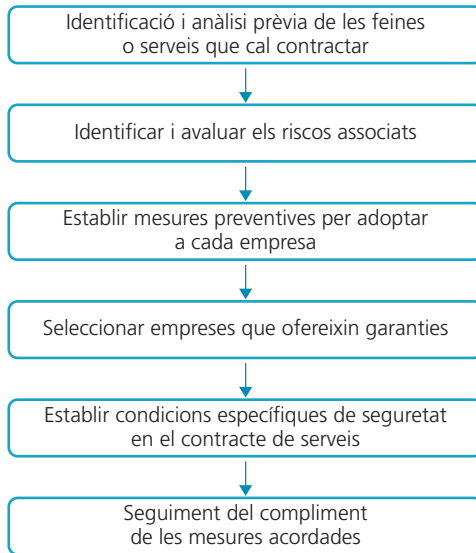 Identificació i anàlisi prèvia de les feines
o serveis que cal contractar
Identificar i avaluar els riscos associats
Establir mesures preventives per adoptar
a cada empresa
Seleccionar empreses que ofereixin garanties
Establir condicions específiques de seguretat
en el contracte de serveis
Seguiment del compliment
de les mesures acordades